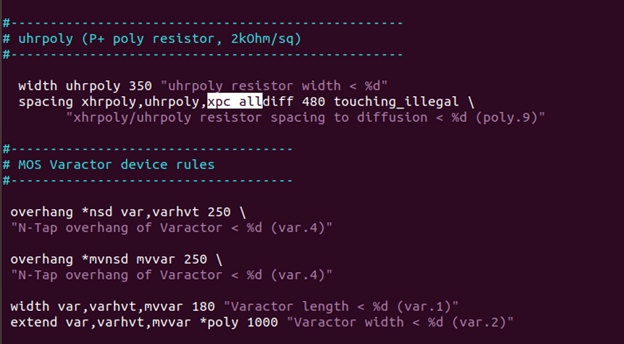 #--------------------------------------------------
# uhrpoly (P+ poly resistor, 2kOhm/sq)
#--------------------------------------------------
width uhrpoly 350 "uhrpoly resistor width < %d"
spacing xhrpoly,uhrpoly,xpc alldiff 480 touching_illegal \
"xhrpoly/uhrpoly resistor spacing to diffusion < %d (poly.9)"
#------------------------------------
# MOS Varactor device rules
#------------------------------------
overhang *nsd var,varhvt 250 \
"N-Tap overhang of Varactor < %d (var.4)"
overhang *mvnsd mvvar 250 \
"N-Tap overhang of Varactor < %d (var.4)"
width var,varhvt,mvvar 180 "Varactor length < %d (var.1)"
extend var,varhvt,mvvar *poly 1000 "Varactor width < %d (var.2)"